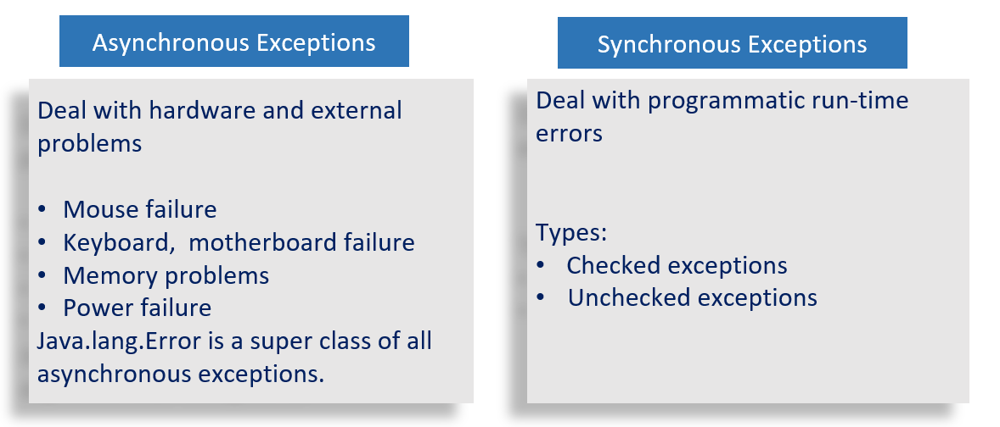 Asynchronous Exceptions
Deal with hardware and external
problems
• Mouse failure
• Keyboard,  motherboard failure
• Memory problems
• Power failure
Java.lang.Error is a super class of all
asynchronous exceptions.
Synchronous Exceptions
Deal with programmatic run-time
errors
Types:
• Checked exceptions
• Unchecked exceptions